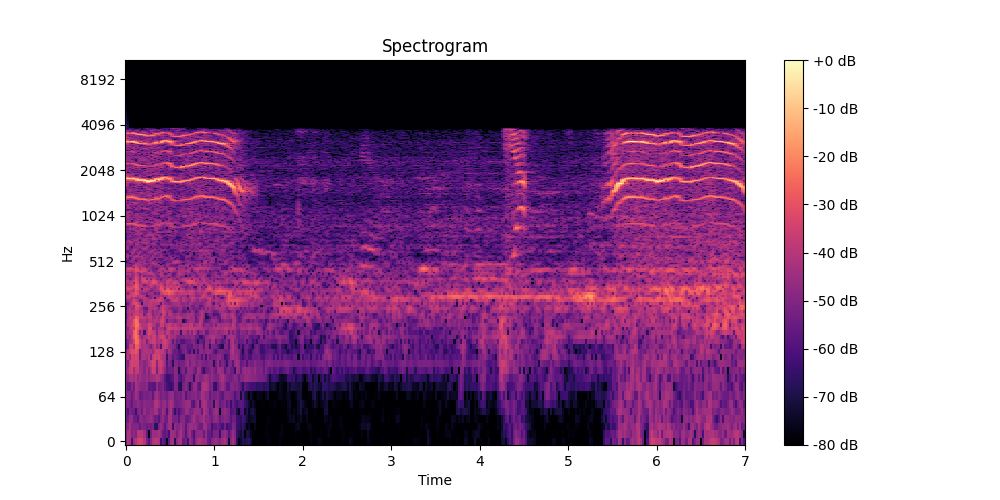 Spectrogram
8192
4096
2048
1024
512
256
128
64
0
Hz
0 1 2 3 4 5 6 7
Time
+0 dB
-10 dB
-20 dB
-30 dB
-40 dB
-50 dB
-60 dB
-70 dB
-80 dB